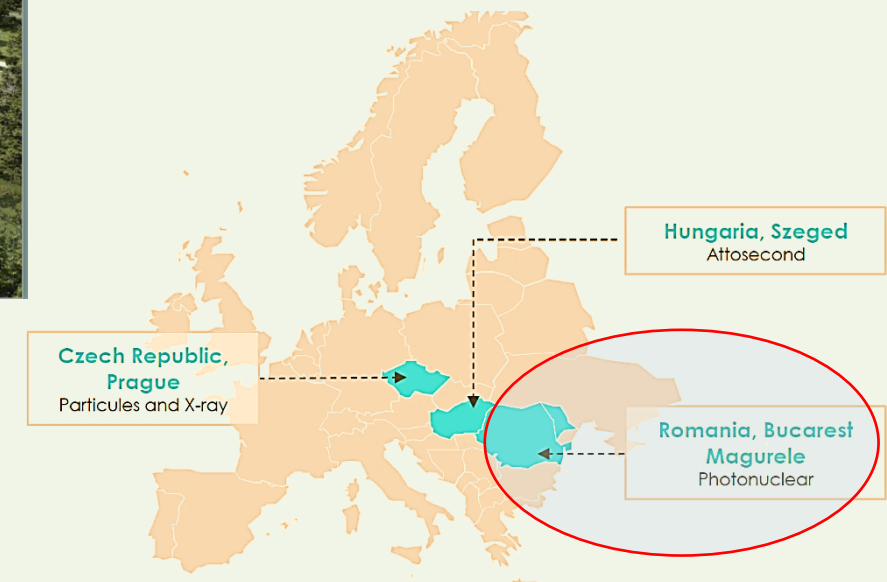 Hungaria, Szeged
Attosecond
Czech Republic,
Prague
Particules and X-ray
Romania, Bucarest
Magurele
Photonuclear